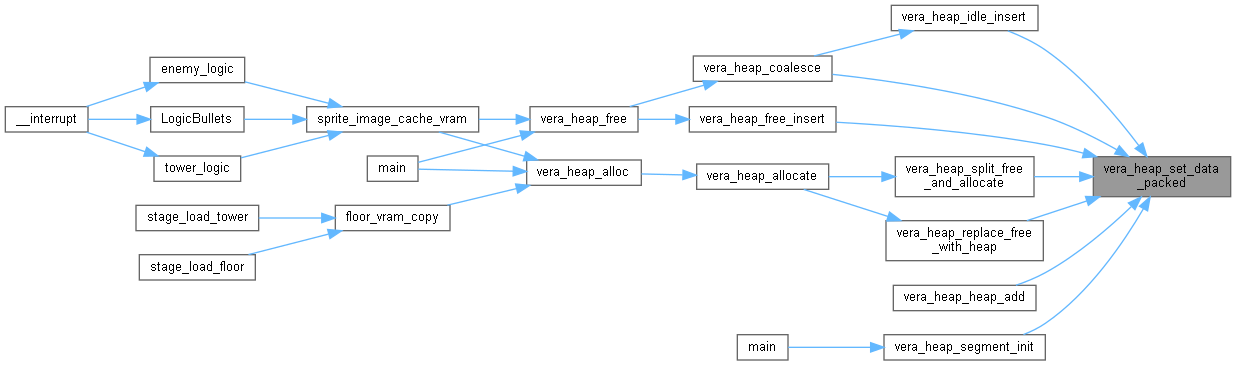 __interrupt
enemy_logic
LogicBullets
tower_logic
stage_load_tower
stage_load_floor
sprite_image_cache_vram
main
floor_vram_copy
vera_heap_free
vera_heap_alloc
vera_heap_coalesce
vera_heap_free_insert
vera_heap_allocate
main
vera_heap_idle_insert
vera_heap_split_free
_and_allocate
vera_heap_replace_free
_with_heap
vera_heap_heap_add
vera_heap_segment_init
vera_heap_set_data
_packed